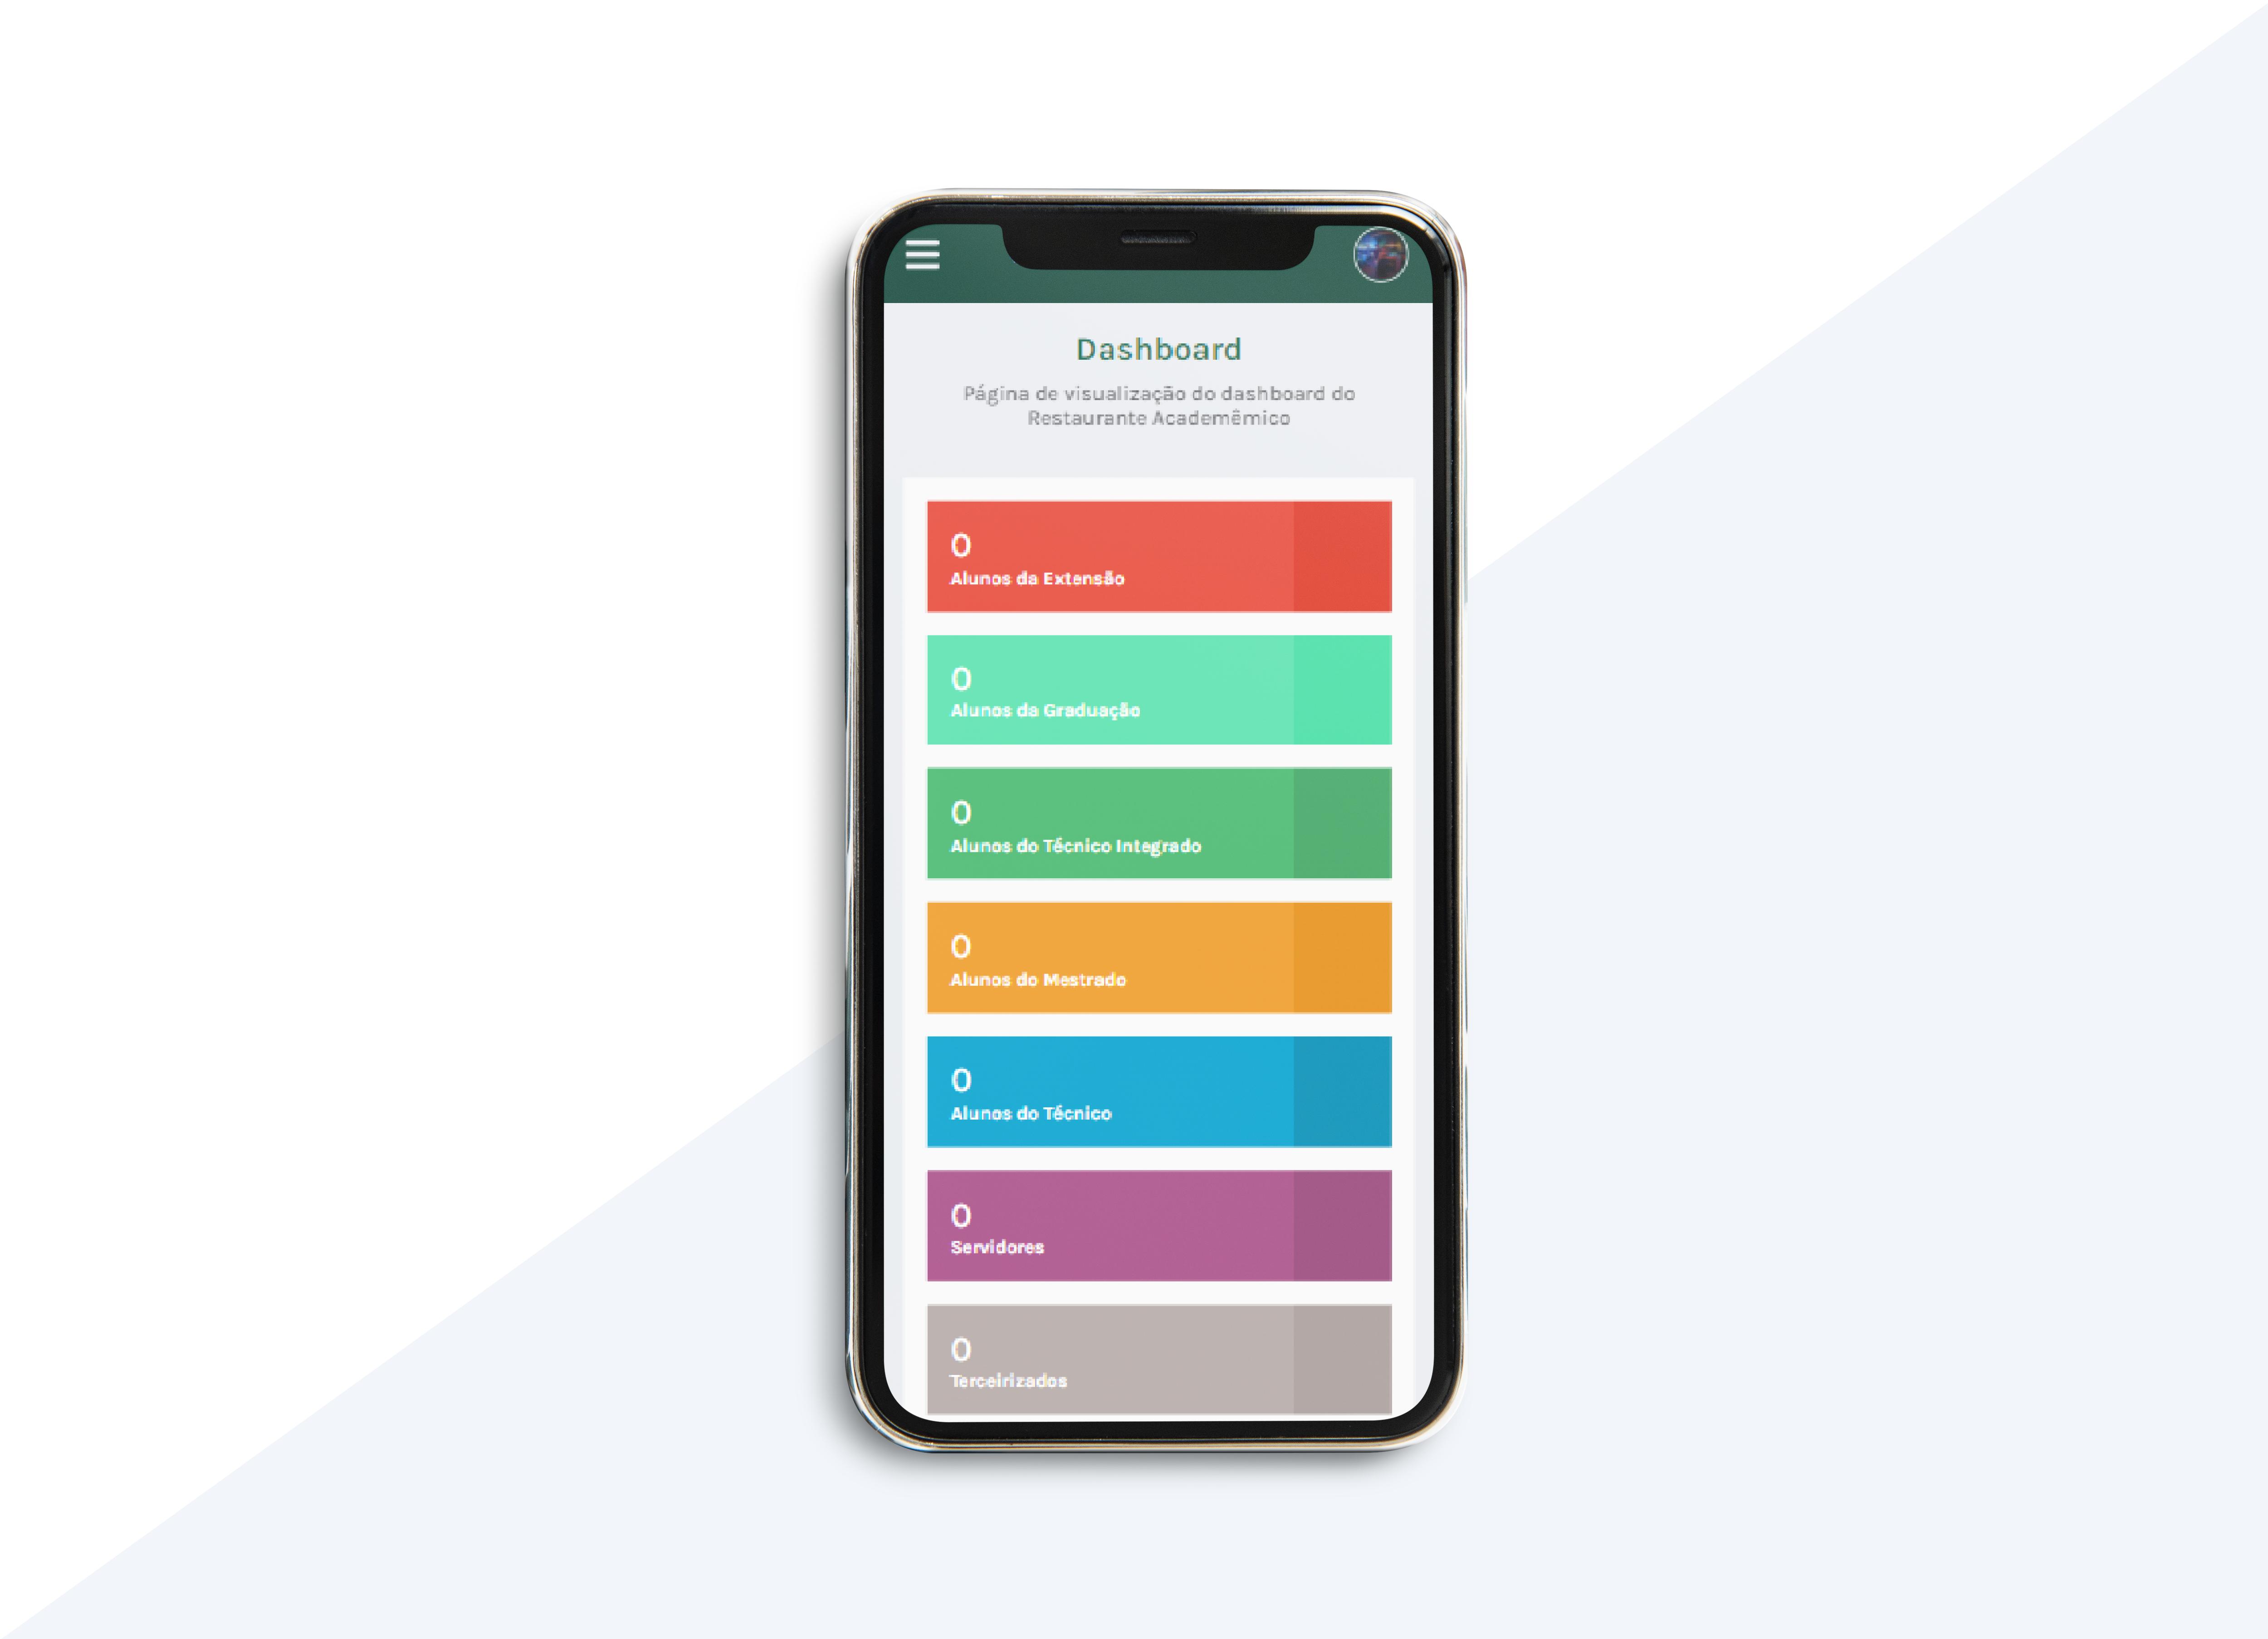 Dashboard
Página de visualização do dashboard do
Restaurante Academêmico
0
Alunos da Extensão
0
Alunos da Graduação
0
Alunos do Técnico Integrado
0
Alunos do Mestrado
0
Alunos do Técnico
0
Servidores
0
Terceirizados